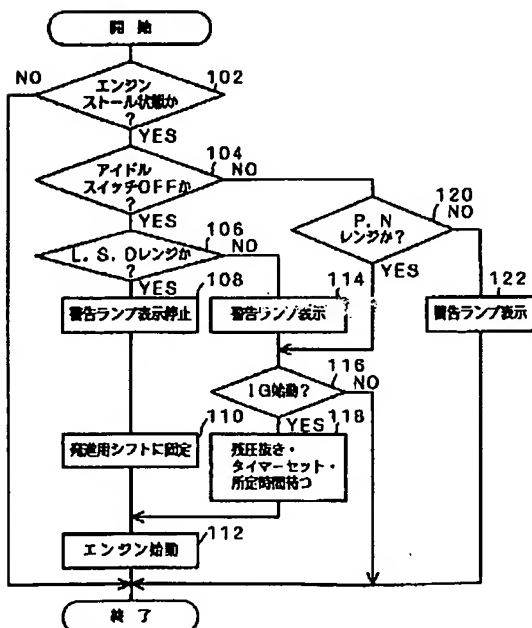 開始
NO
102
エンジン
ストール状態か
?
YES
104
NO
アイドル
スイッチOFFか
?
YES
120
NO
P. N
レンジか?
YES
106
NO
L. S. Dレンジか
?
YES
108
警告ランプ表示停止
114
警告ランプ表示
122
警告ランプ表示
116
NO
IG始動?
YES
110
発進用シフトに固定
118
残圧抜き・
タイマーセット・
所定時間待つ
エンジン始動
112
終了